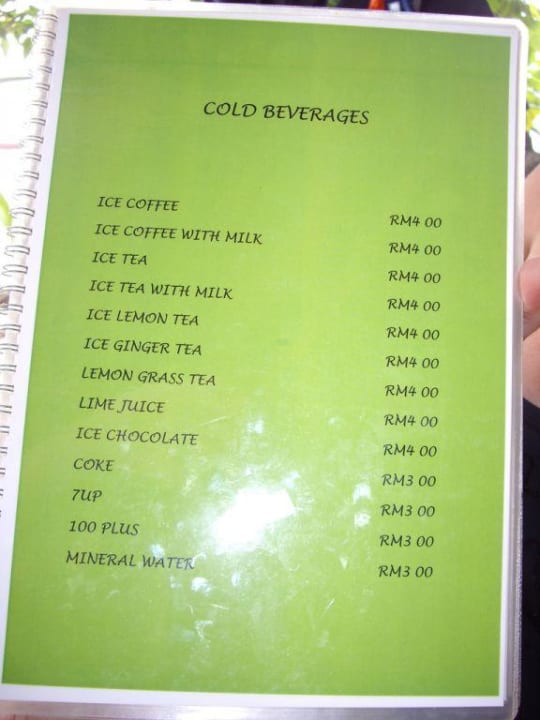 COLD BEVERAGES
ICE COFFEE RM4 00
ICE COFFEE WITH MILK RM4 00
ICE TEA RM4 00
ICE TEA WITH MILK RM4 00
ICE LEMON TEA RM4 00
ICE GINGER TEA RM4 00
LEMON GRASS TEA RM4 00
LIME JUICE RM4 00
ICE CHOCOLATE RM4 00
COKE RM3 00
7UP RM3 00
100 PLUS RM3 00
MINERAL WATER RM3 00